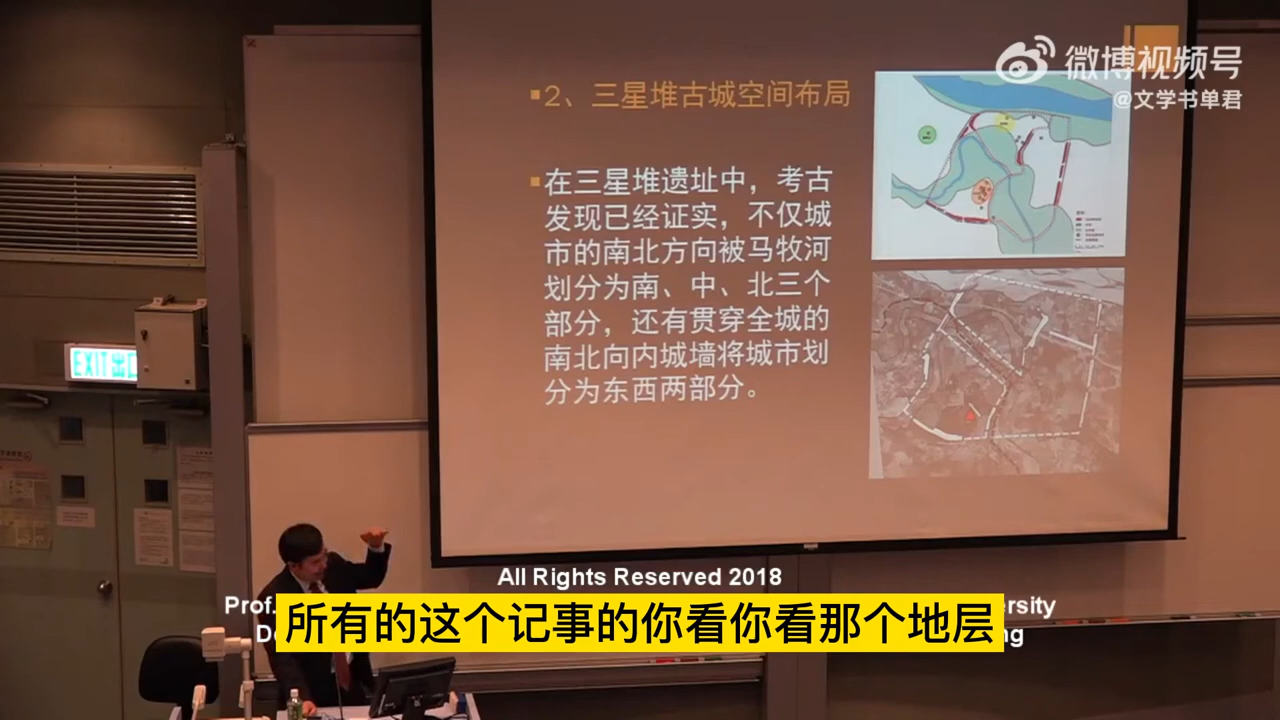 微博视频号
@文学书单君
2、三星堆古城空间布局
在三星堆遗址中，考古
发现已经证实，不仅城
市的南北方向被马牧河
划分为南、中、北三个
部分，还有贯穿全城的
南北向内城墙将城市划
分为东西两部分。
EXIT 出口
All Rights Reserved 2018
Prof.
所有的这个记事的你看你看那个地层